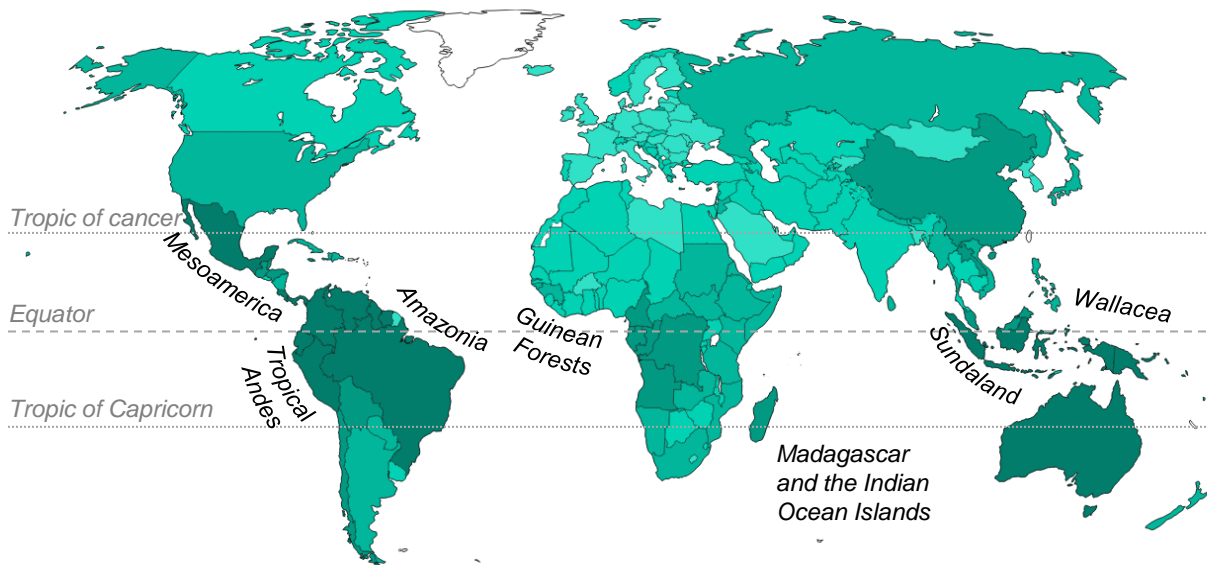 Tropic of cancer
Mesoamerica
Equator
Amazonia
Guinean
Forests
Wallacea
Sundaland
Tropical
Andes
Tropic of Capricorn
Madagascar
and the Indian
Ocean Islands